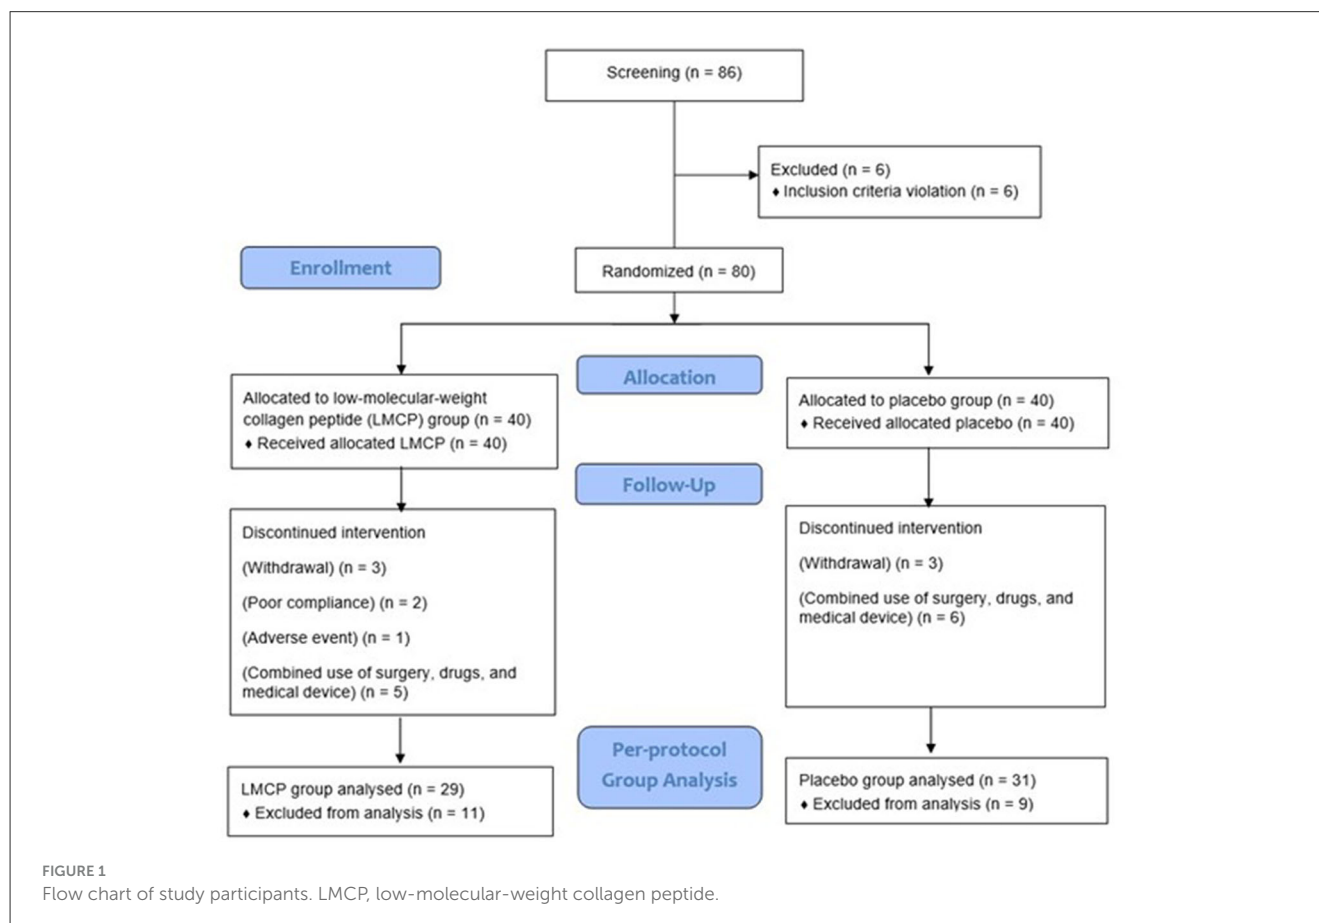 Screening (n = 86)
Excluded (n = 6)
♦ Inclusion criteria violation (n = 6)
Enrollment
Randomized (n = 80)
Allocation
Allocated to low-molecular-weight
collagen peptide (LMCP) group (n = 40)
♦ Received allocated LMCP (n = 40)
Allocated to placebo group (n = 40)
♦ Received allocated placebo (n = 40)
Follow-Up
Discontinued intervention
(Withdrawal) (n = 3)
(Poor compliance) (n = 2)
(Adverse event) (n = 1)
(Combined use of surgery, drugs, and
medical device) (n = 5)
Discontinued intervention
(Withdrawal) (n = 3)
(Combined use of surgery, drugs, and
medical device) (n = 6)
Per-protocol
Group Analysis
LMCP group analysed (n = 29)
♦ Excluded from analysis (n = 11)
Placebo group analysed (n = 31)
♦ Excluded from analysis (n = 9)
FIGURE 1
Flow chart of study participants. LMCP, low-molecular-weight collagen peptide.